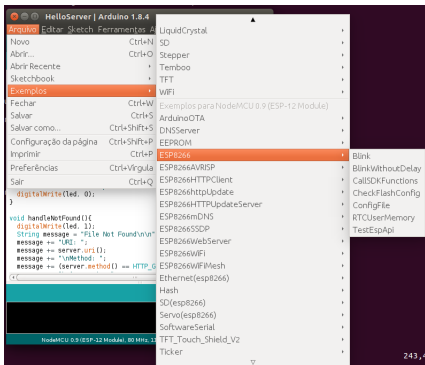 HelloServer | Arduino 1.8.4
Arquivo Editar Sketch Ferramentas A
Novo Ctrl+N
Abrir... Ctrl+O
Abrir Recente
Sketchbook
Exemplos
Fechar Ctrl+W
Salvar Ctrl+S
Salvar como... Ctrl+Shift+S
Configuração da página Ctrl+Shift+P
Imprimir Ctrl+P
Preferências Ctrl+Vírgula
Sair Ctrl+Q
digitalWrite(led, 0);
}
void handleNotFound(){
digitalWrite(led, 1);
String message = "File Not Found\n\n"
message += "URI: ";
message += server.uri();
message += "\nMethod: ";
message += (server.method() == HTTP_G
NodeMCU 0.9 (ESP-12 Module), 80 MHz, 11
LiquidCrystal
SD
Stepper
Temboo
TFT
WiFi
Exemplos para NodeMCU 0.9 (ESP-12 Module)
ArduinoOTA
DNSServer
EEPROM
ESP8266
ESP8266AVRISP
ESP8266HTTPClient
ESP8266httpUpdate
ESP8266HTTPUpdateServer
ESP8266mDNS
ESP8266SSDP
ESP8266WebServer
ESP8266WiFi
ESP8266WiFiMesh
Ethernet(esp8266)
Hash
SD(esp8266)
Servo(esp8266)
SoftwareSerial
TFT_Touch_Shield_V2
Ticker
Blink
BlinkWithoutDelay
CallSDKFunctions
CheckFlashConfig
ConfigFile
RTCUserMemory
TestEspApi
243,4